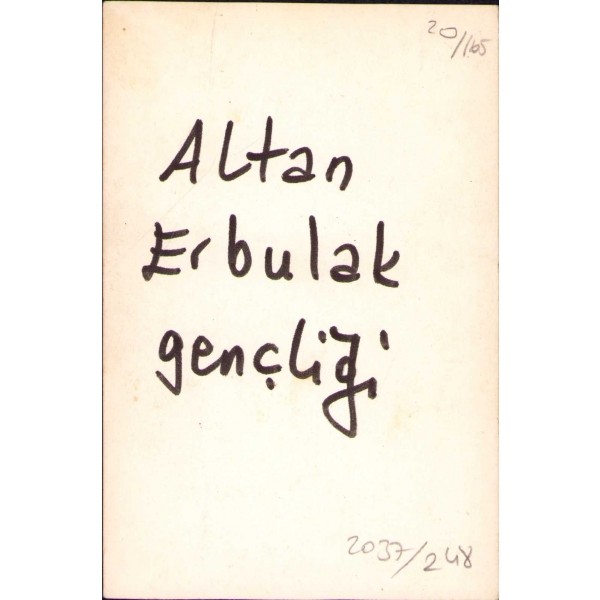 20/165
Altan
Erbulak
gençliği
2037/248